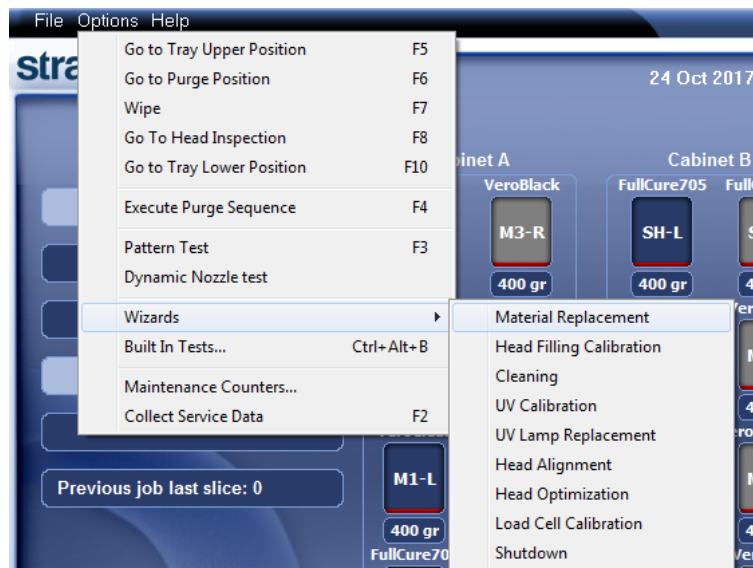 File Options Help
stra
24 Oct 2017
Go to Tray Upper Position F5
Go to Purge Position F6
Wipe F7
Go To Head Inspection F8
Go to Tray Lower Position F10
Execute Purge Sequence F4
Pattern Test F3
Dynamic Nozzle test
Wizards
Built In Tests... Ctrl+Alt+B
Maintenance Counters...
Collect Service Data F2
Material Replacement
Head Filling Calibration
Cleaning
UV Calibration
UV Lamp Replacement
Head Alignment
Head Optimization
Load Cell Calibration
Shutdown
inet A
Cabinet B
VeroBlack
FullCure705
M3-R
SH-L
400 gr
400 gr
M1-L
400 gr
FullCure70
Previous job last slice: 0